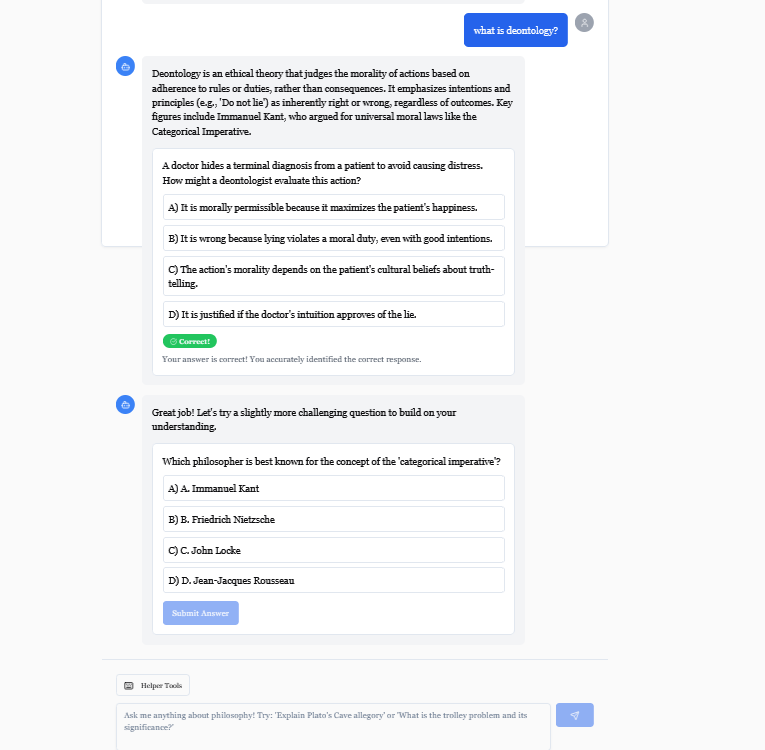 what is deontology?
Deontology is an ethical theory that judges the morality of actions based on
adherence to rules or duties, rather than consequences. It emphasizes intentions and
principles (e.g., 'Do not lie') as inherently right or wrong, regardless of outcomes. Key
figures include Immanuel Kant, who argued for universal moral laws like the
Categorical Imperative.
A doctor hides a terminal diagnosis from a patient to avoid causing distress.
How might a deontologist evaluate this action?
A) It is morally permissible because it maximizes the patient's happiness.
B) It is wrong because lying violates a moral duty, even with good intentions.
C) The action's morality depends on the patient's cultural beliefs about truth-
telling.
D) It is justified if the doctor's intuition approves of the lie.
Correct!
Your answer is correct! You accurately identified the correct response.
Great job! Let's try a slightly more challenging question to build on your
understanding.
Which philosopher is best known for the concept of the 'categorical imperative'?
A) A. Immanuel Kant
B) B. Friedrich Nietzsche
C) C. John Locke
D) D. Jean-Jacques Rousseau
Submit Answer
Helper Tools
Ask me anything about philosophy! Try: 'Explain Plato's Cave allegory' or 'What is the trolley problem and its
significance?'